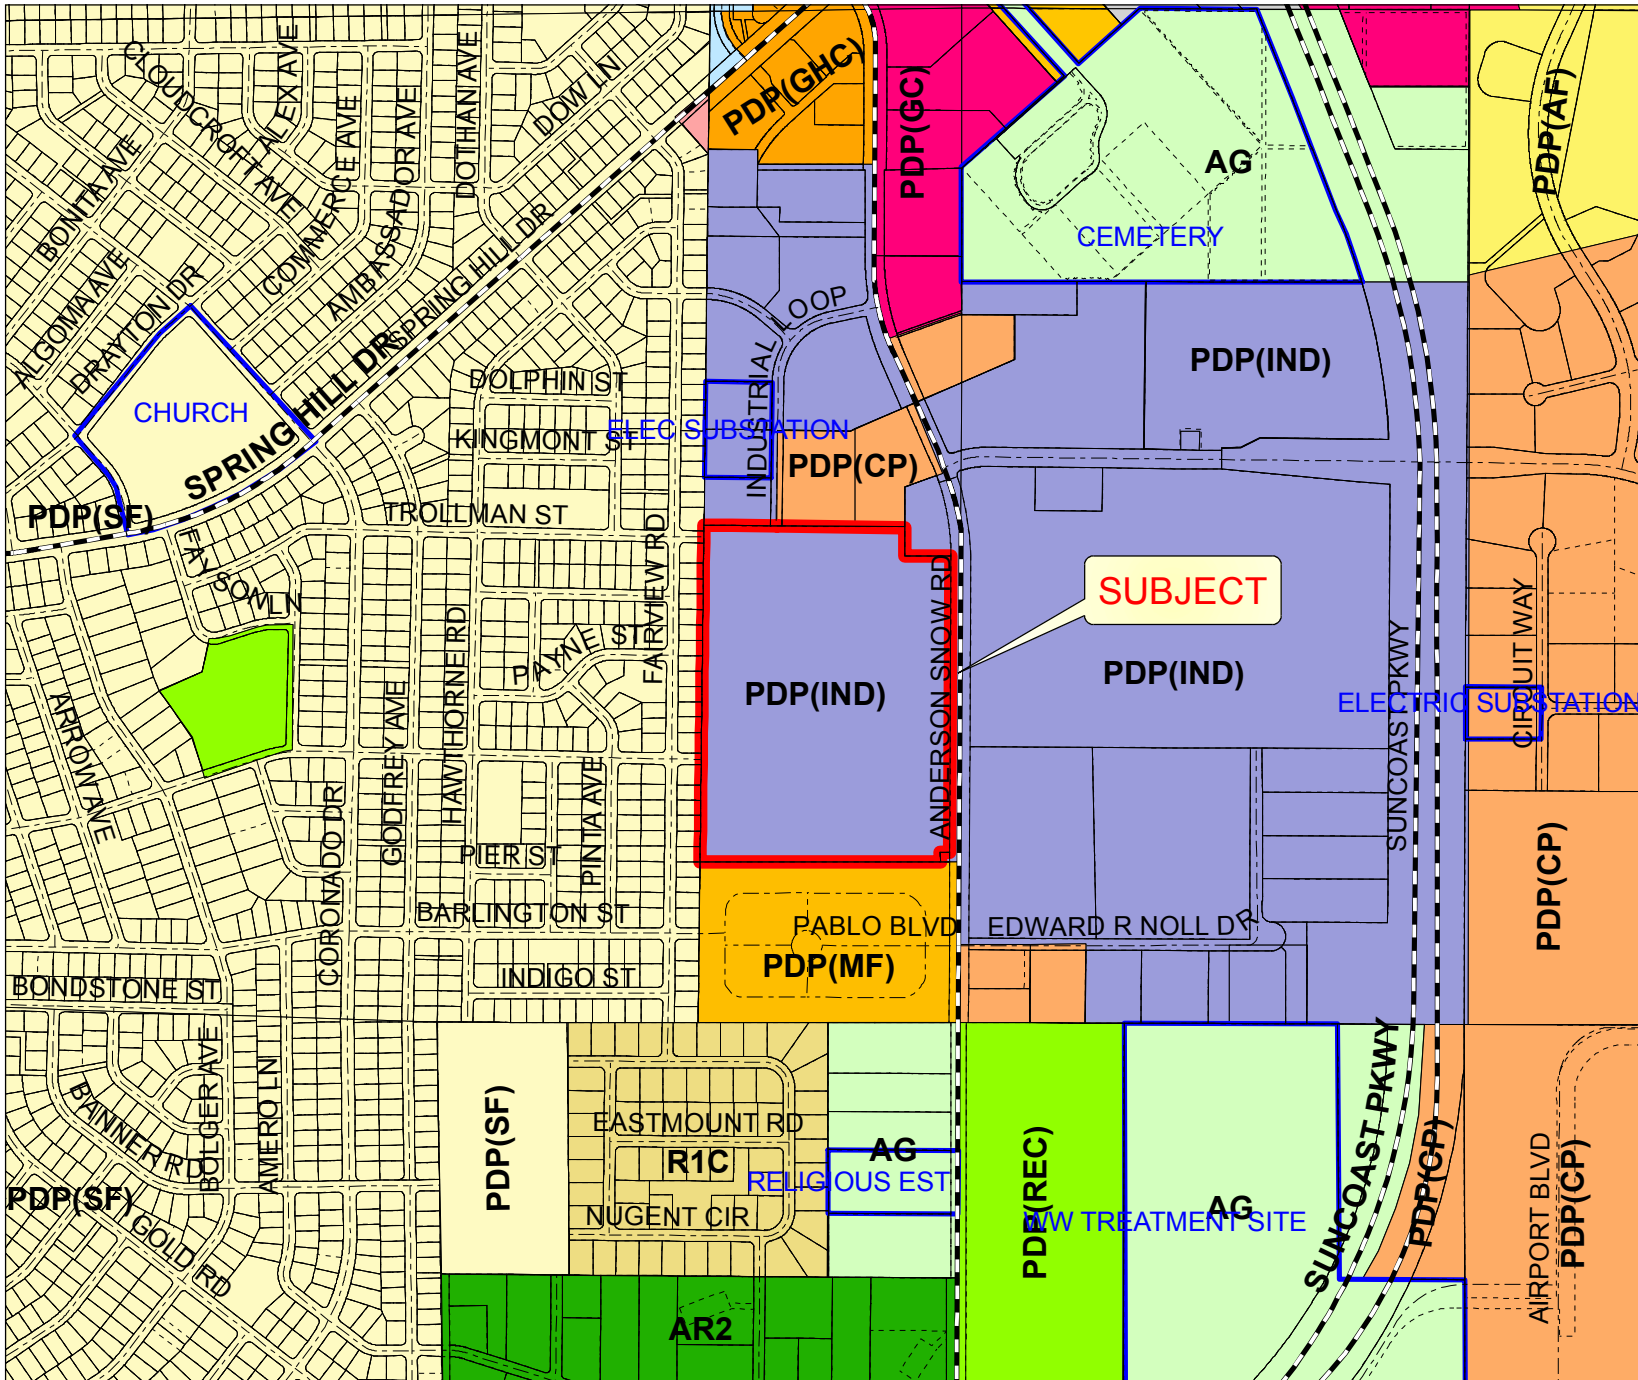 CLOUDCROFT AVE
ALEX AVE
DOTHAN AVE
DOW LN
PDP(GHC)
PDP(GC)
PDP(AF)
BONITA AVE
COMMERCE AVE
AMBASSADOR AVE
AG
CEMETERY
ALGOMA AVE
DRAYTON DR
SPRING HILL DR
SPRING HILL DR
INDUSTRIAL LOOP
PDP(IND)
CHURCH
DOLPHIN ST
KINGMONT ST
ELEC SUBSTATION
PDP(CP)
PDP(SF)
TROLLMAN ST
FAYSON LN
FAIRVIEW RD
ANDERSON SNOW RD
SUBJECT
PAYNE ST
PDP(IND)
PDP(IND)
SUNCOAST PKWY
ELECTRIC SUBSTATION
CIRCUIT WAY
ARROW AVE
GODFREY AVE
HAWTHORNE RD
CORONADO DR
PINTA AVE
PIER ST
PDP(CP)
BARLINGTON ST
PABLO BLVD
EDWARD R NOLL DR
PDP(MF)
INDIGO ST
BONDSTONE ST
BOLGER AVE
AMERO LN
BANNER RD
PDP(SF)
GOLD RD
PDP(SF)
EASTMOUNT RD
R1C
NUGENT CIR
AG
RELIGIOUS EST
PDP(REC)
AG
WW TREATMENT SITE
SUNCOAST PKWY
PDP(CP)
AIRPORT BLVD
PDP(CP)
AR2